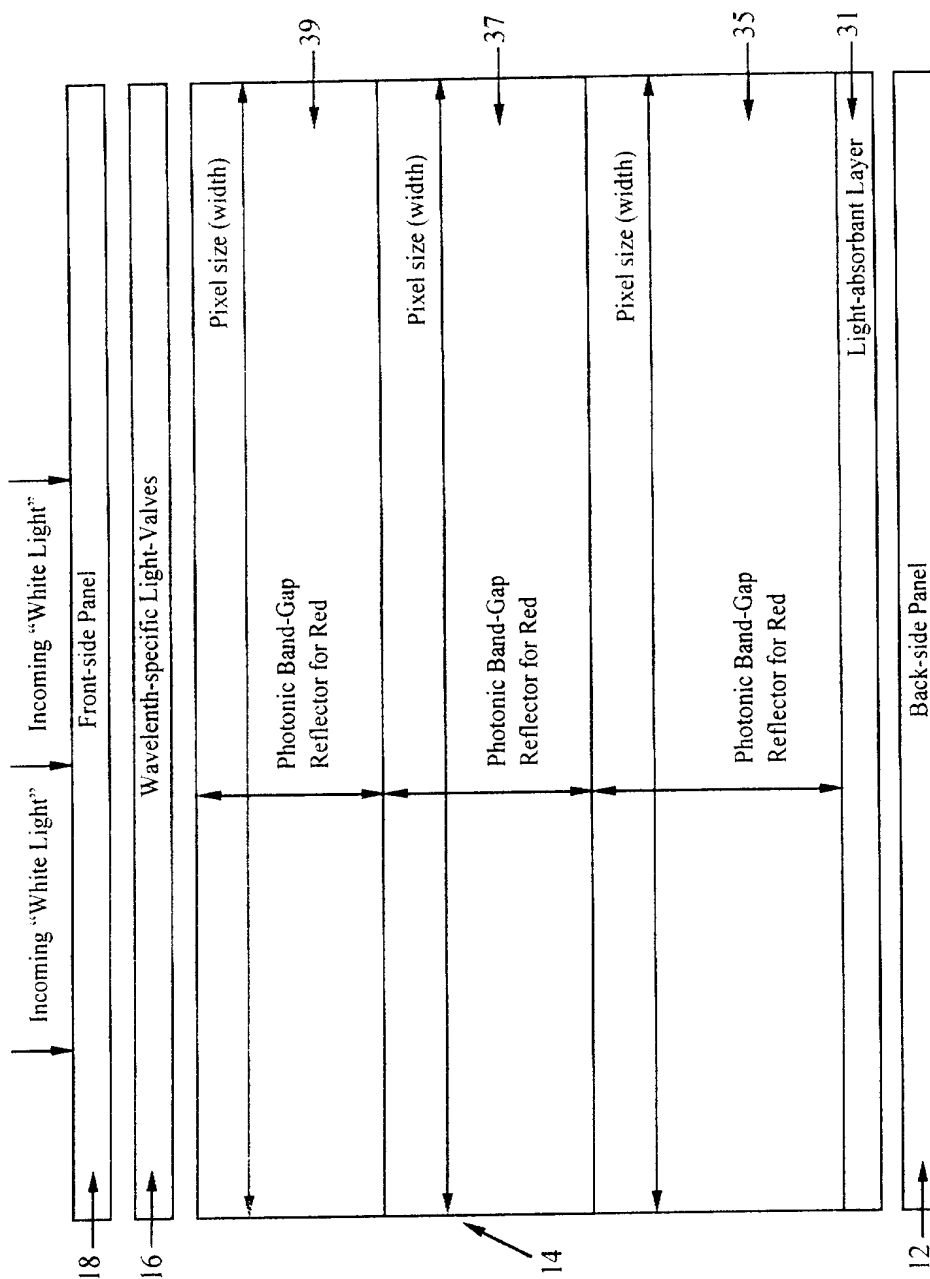 Incoming “White Light”
Incoming “White Light”
18
Front-side Panel
16
Wavelenth-specific Light-Valves
Pixel size (width)
39
Photonic Band-Gap
Reflector for Red
Pixel size (width)
37
Photonic Band-Gap
Reflector for Red
14
Pixel size (width)
35
Photonic Band-Gap
Reflector for Red
Light-absorbant Layer
31
12
Back-side Panel